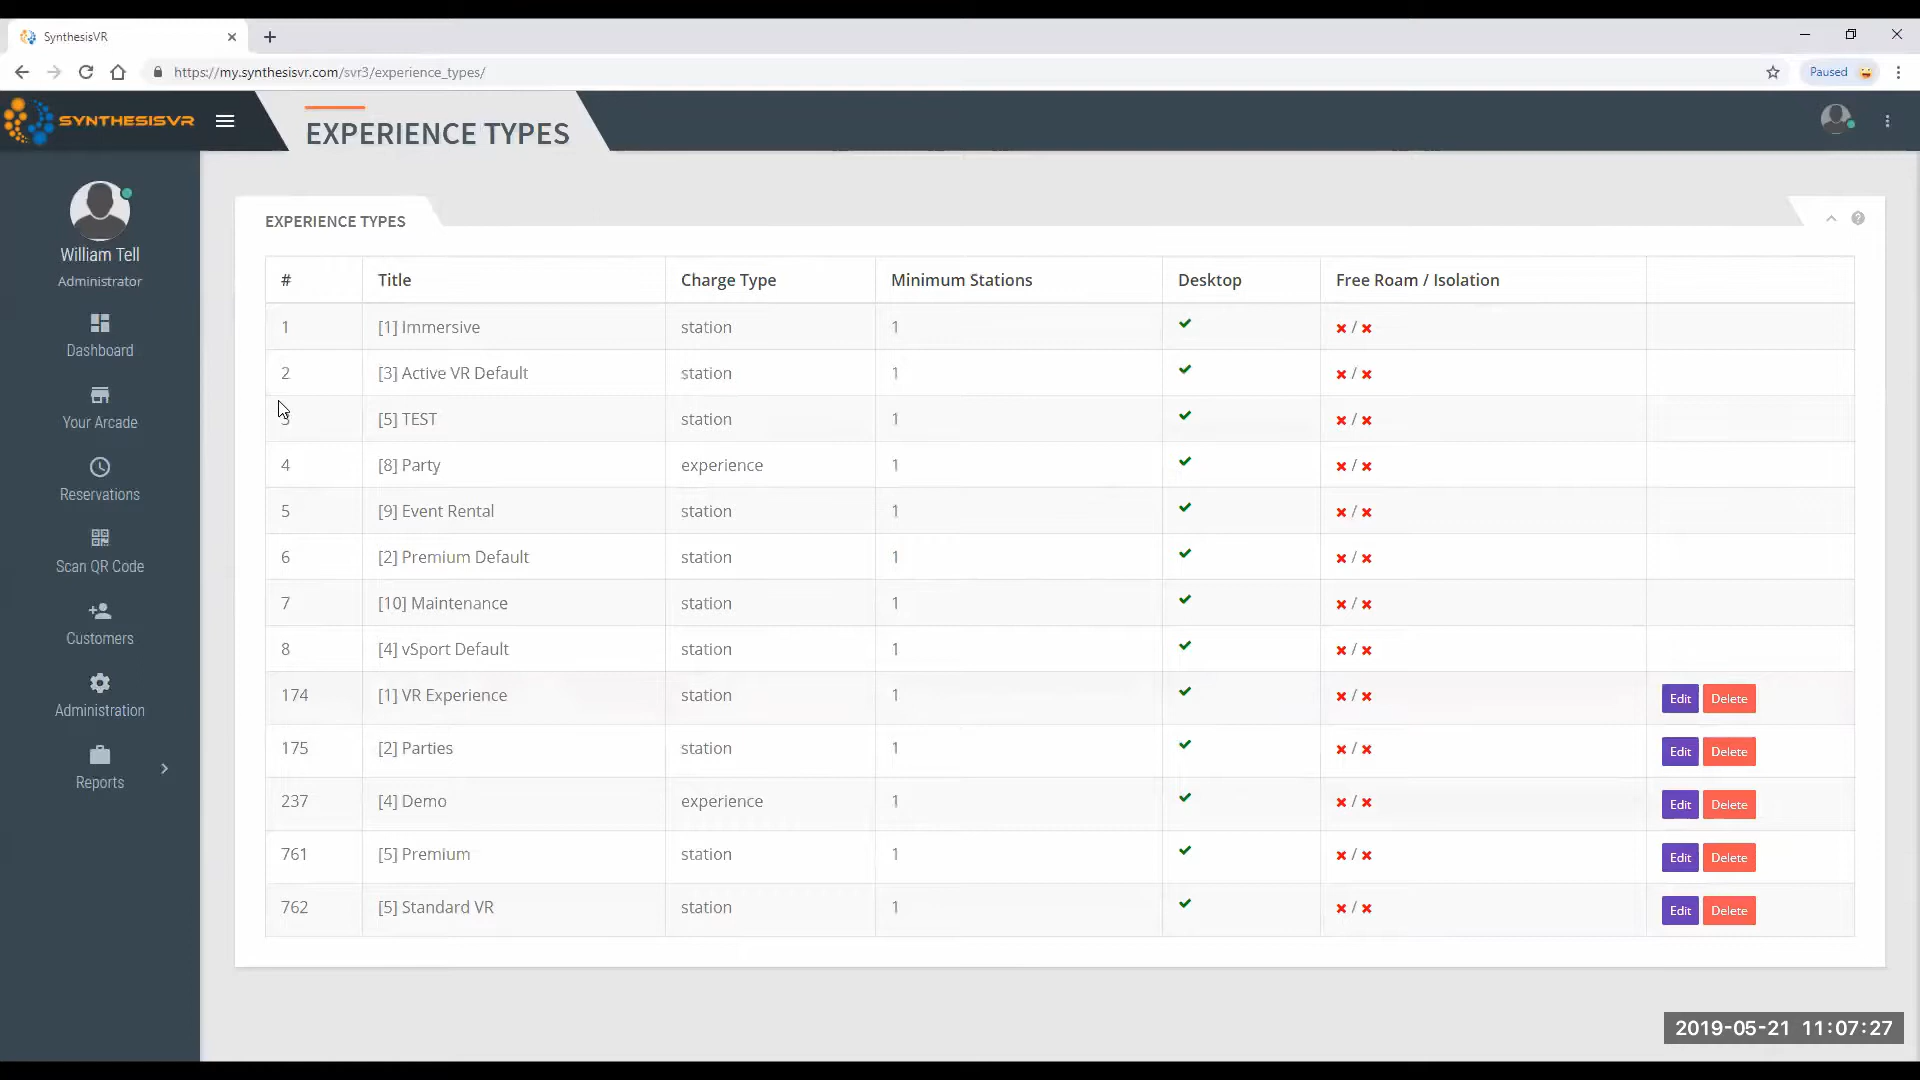 SynthesisVR
https://my.synthesisvr.com/svr3/experience_types/
Paused
SYNTHESISVR
EXPERIENCE TYPES
William Tell
Administrator
Dashboard
Your Arcade
Reservations
Scan QR Code
Customers
Administration
Reports
EXPERIENCE TYPES
# Title Charge Type Minimum Stations Desktop Free Roam / Isolation
1 [1] Immersive station 1 /
2 [3] Active VR Default station 1 /
3 [5] TEST station 1 /
4 [8] Party experience 1 /
5 [9] Event Rental station 1 /
6 [2] Premium Default station 1 /
7 [10] Maintenance station 1 /
8 [4] vSport Default station 1 /
174 [1] VR Experience station 1 / Edit Delete
175 [2] Parties station 1 / Edit Delete
237 [4] Demo experience 1 / Edit Delete
761 [5] Premium station 1 / Edit Delete
762 [5] Standard VR station 1 / Edit Delete
2019-05-21 11:07:27